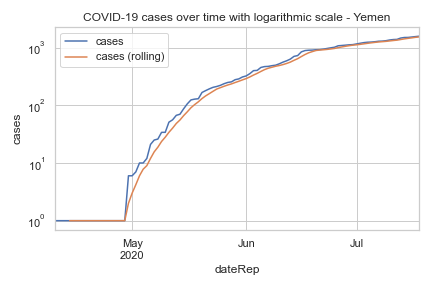 COVID-19 cases over time with logarithmic scale - Yemen
cases
cases (rolling)
10³
10²
10¹
10⁰
cases
May
2020
Jun
Jul
dateRep